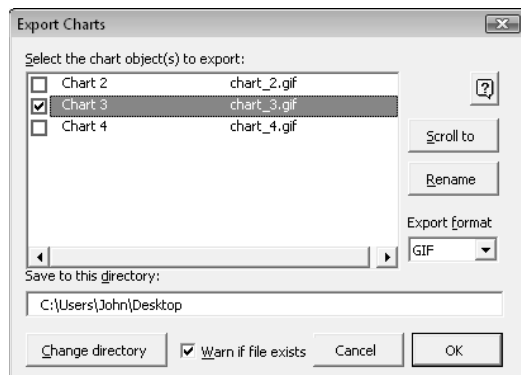 Export Charts
Select the chart object(s) to export:
Chart 2 chart_2.gif
Chart 3 chart_3.gif
Chart 4 chart_4.gif
Scroll to
Rename
Export format
GIF
Save to this directory:
C:\Users\John\Desktop
Change directory Warn if file exists Cancel OK